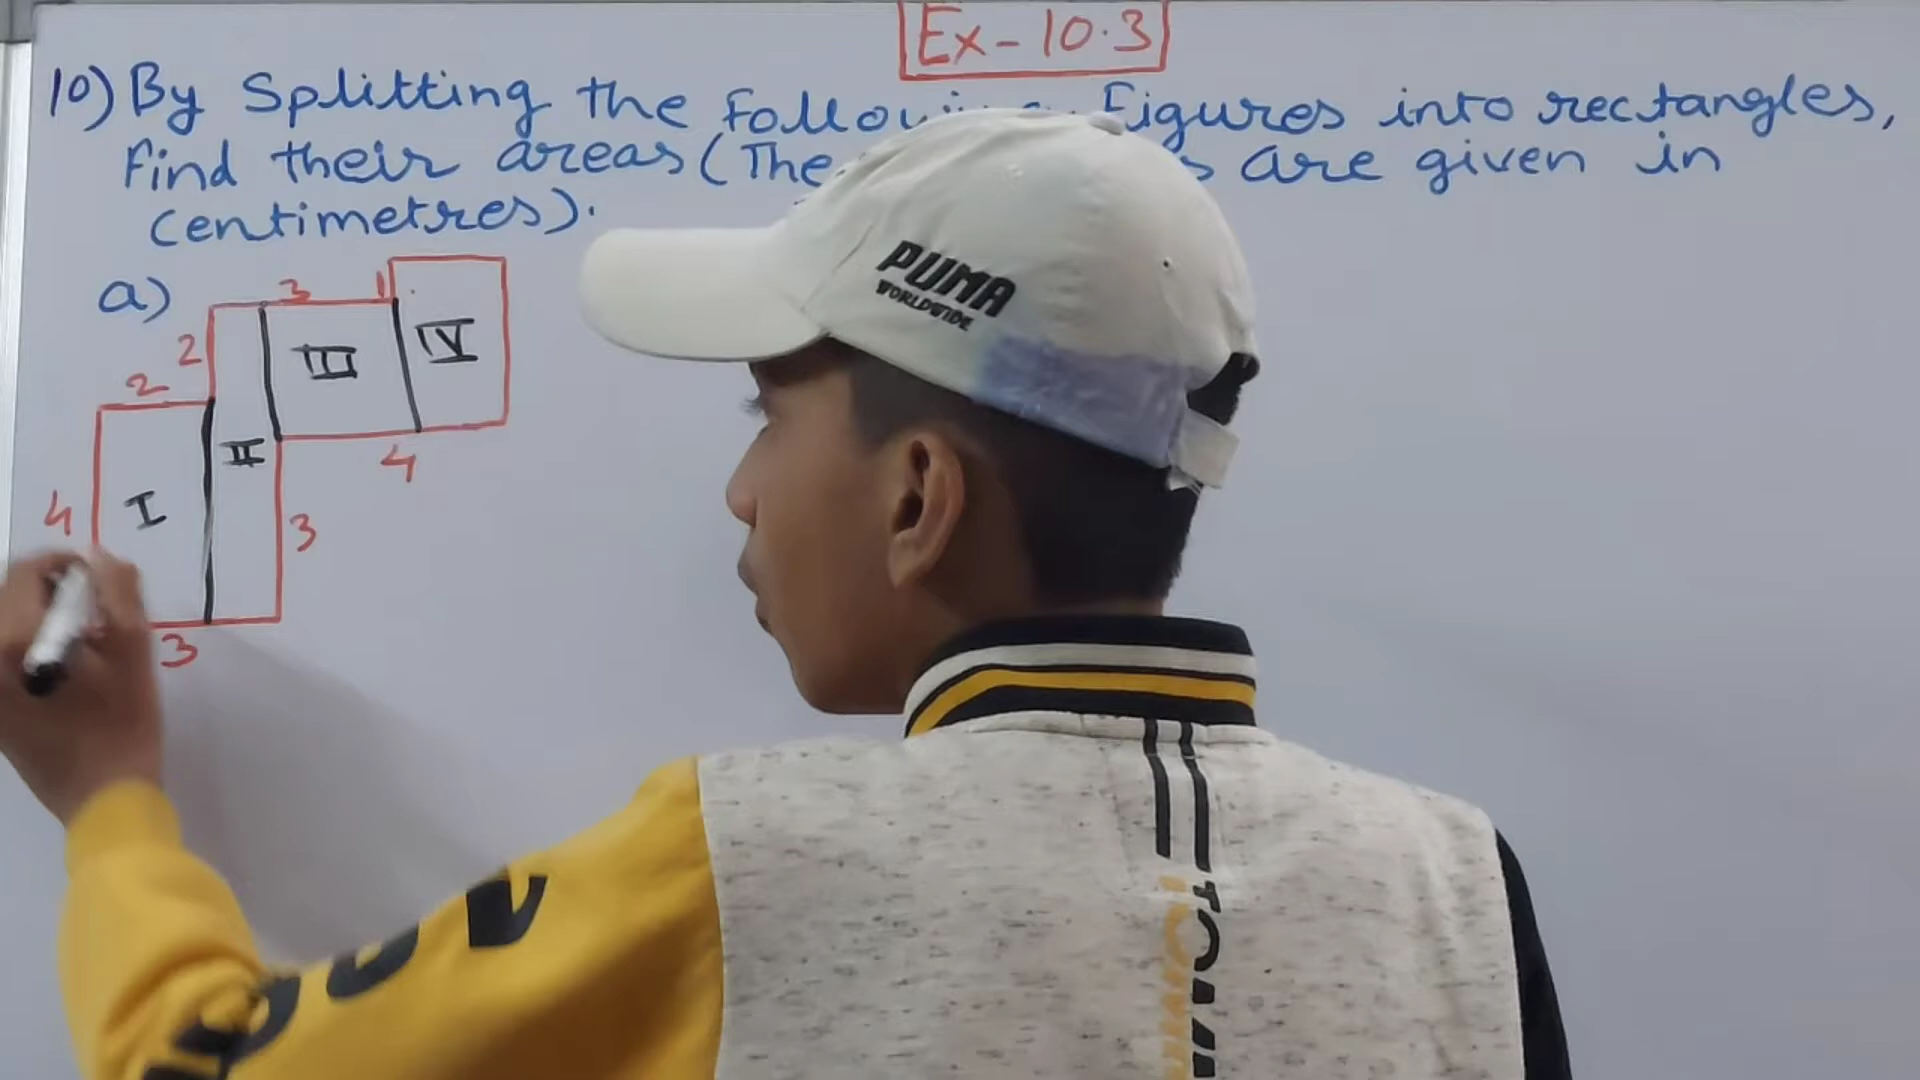 Ex-10.3
10) By Splitting the Figures into rectangles,
Find their areas (The are given in
Centimetres).
a)
3 1
2 III IV
2
II
4
4 I 3
3
PUMA
WORLDWIDE